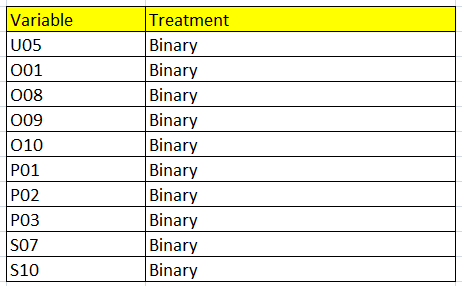 Variable Treatment
U05 Binary
O01 Binary
O08 Binary
O09 Binary
O10 Binary
P01 Binary
P02 Binary
P03 Binary
S07 Binary
S10 Binary